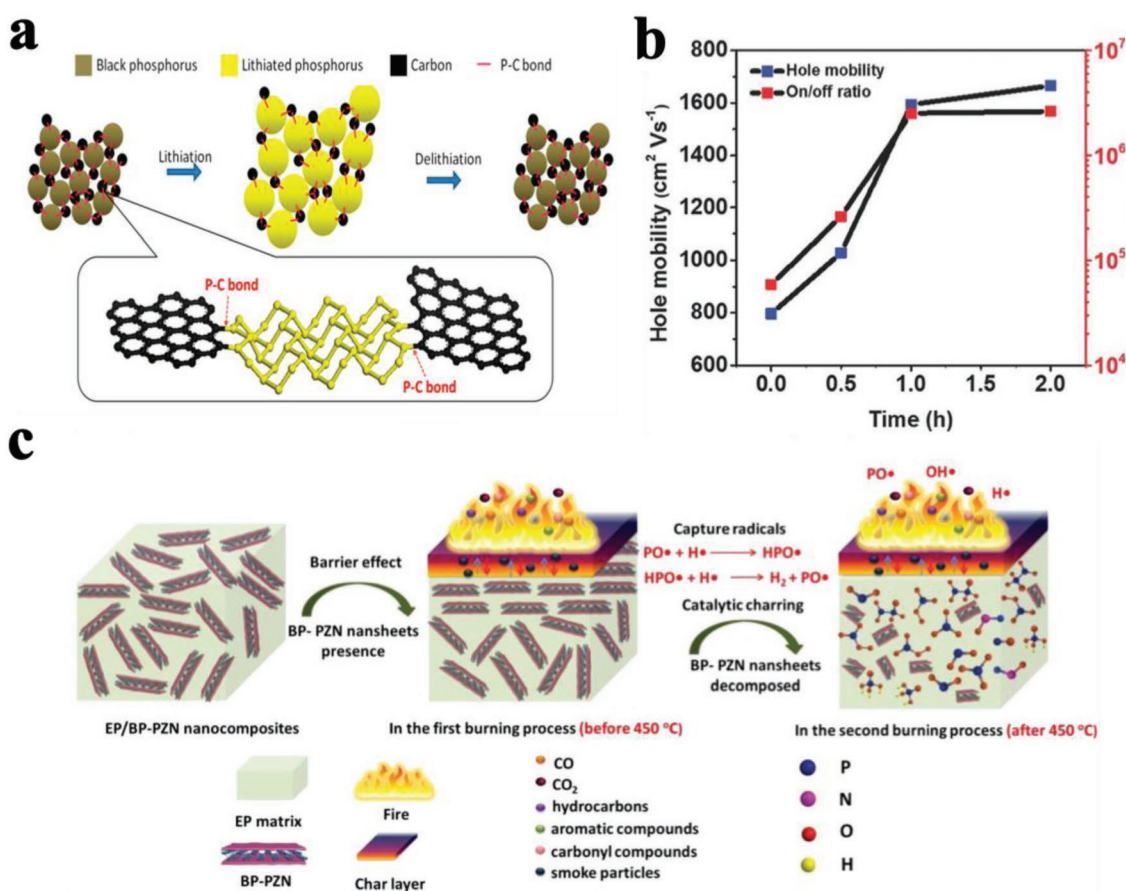 a
Black phosphorus
Lithiated phosphorus
Carbon
P-C bond
Lithiation
Delithiation
P-C bond
P-C bond
b
800
1600
1400
1200
1000
800
600
Hole mobility (cm² Vs⁻¹)
Hole mobility
On/off ratio
10⁷
10⁶
10⁵
10⁴
0.0
0.5
1.0
1.5
2.0
Time (h)
c
Barrier effect
BP- PZN nansheets
presence
Capture radicals
PO• + H• → HPO•
HPO• + H• → H₂ + PO•
Catalytic charring
BP- PZN nansheets
decomposed
PO•
OH•
H•
EP/BP-PZN nanocomposites
In the first burning process (before 450 °C)
In the second burning process (after 450 °C)
EP matrix
Fire
BP-PZN
Char layer
CO
CO₂
hydrocarbons
aromatic compounds
carbonyl compounds
smoke particles
P
N
O
H